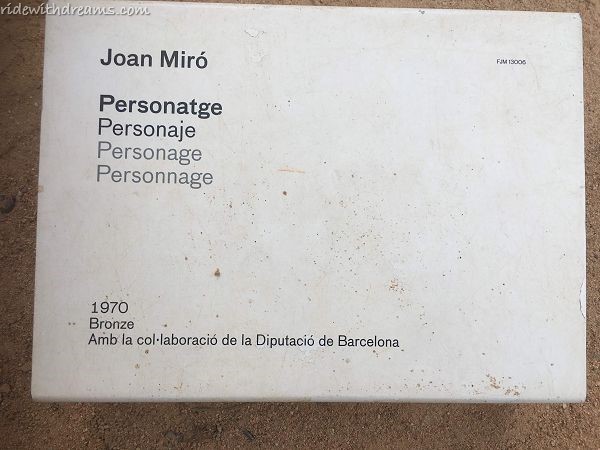 ridewithdreams.com
Joan Miró
FJM 13006
Personatge
Personaje
Personage
Personnage
1970
Bronze
Amb la col·laboració de la Diputació de Barcelona